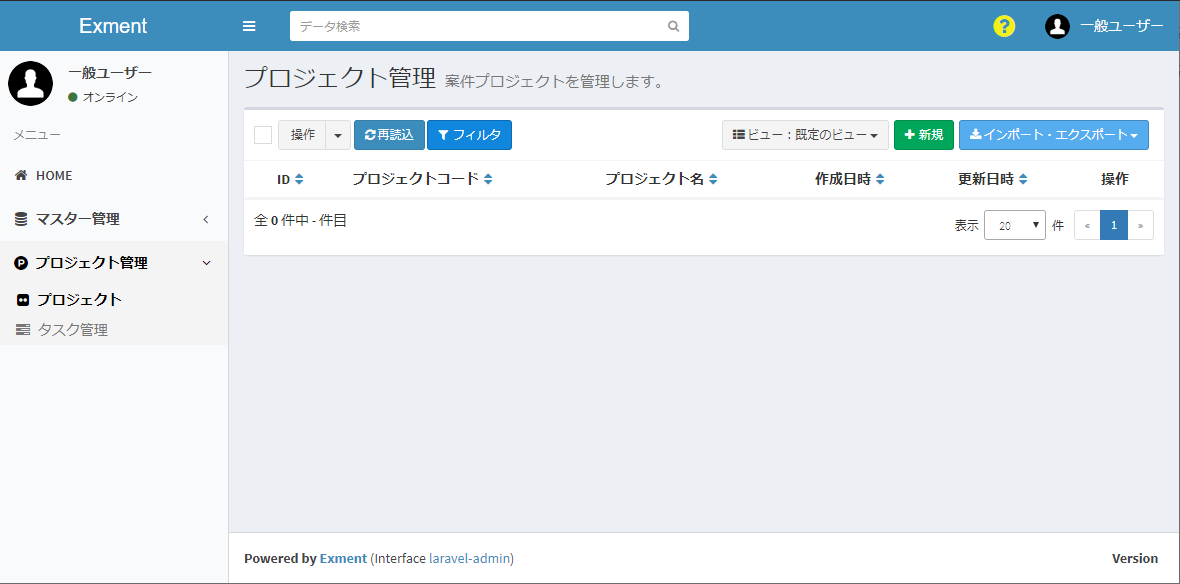 Exment
データ検索
?
一般ユーザー
一般ユーザー
オンライン
メニュー
HOME
マスター管理
プロジェクト管理
プロジェクト
タスク管理
プロジェクト管理 案件プロジェクトを管理します。
操作 再読込 フィルタ ビュー：既定のビュー 新規 インポート・エクスポート
ID プロジェクトコード プロジェクト名 作成日時 更新日時 操作
全 0 件中 - 件目
表示 20 件 « 1 »
Powered by Exment (Interface laravel-admin)
Version